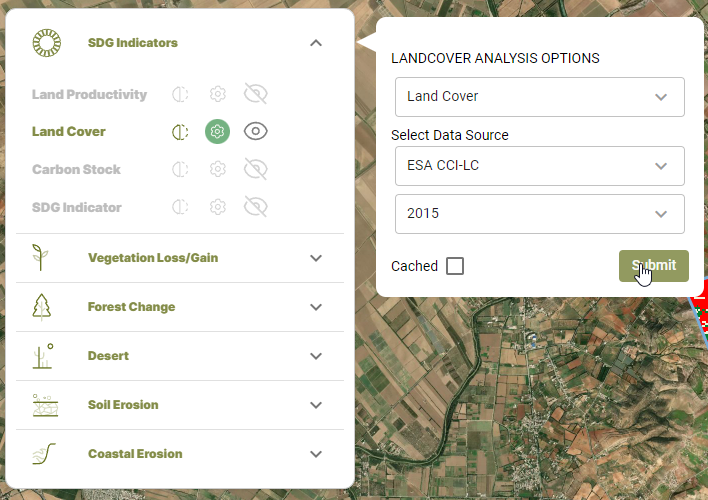 SDG Indicators
Land Productivity
Land Cover
Carbon Stock
SDG Indicator
Vegetation Loss/Gain
Forest Change
Desert
Soil Erosion
Coastal Erosion
LANDCOVER ANALYSIS OPTIONS
Land Cover
Select Data Source
ESA CCI-LC
2015
Cached
Submit